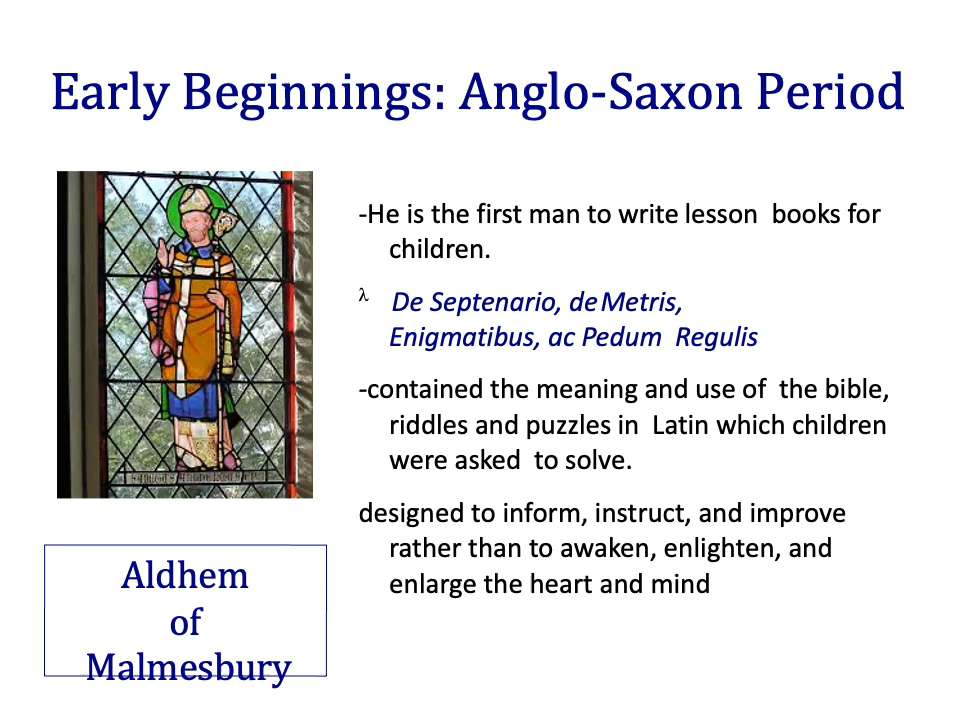 Early Beginnings: Anglo-Saxon Period
-He is the first man to write lesson books for
children.
λ De Septenario, de Metris,
Enigmatibus, ac Pedum Regulis
-contained the meaning and use of the bible,
riddles and puzzles in Latin which children
were asked to solve.
designed to inform, instruct, and improve
rather than to awaken, enlighten, and
enlarge the heart and mind
Aldhem
of
Malmesbury